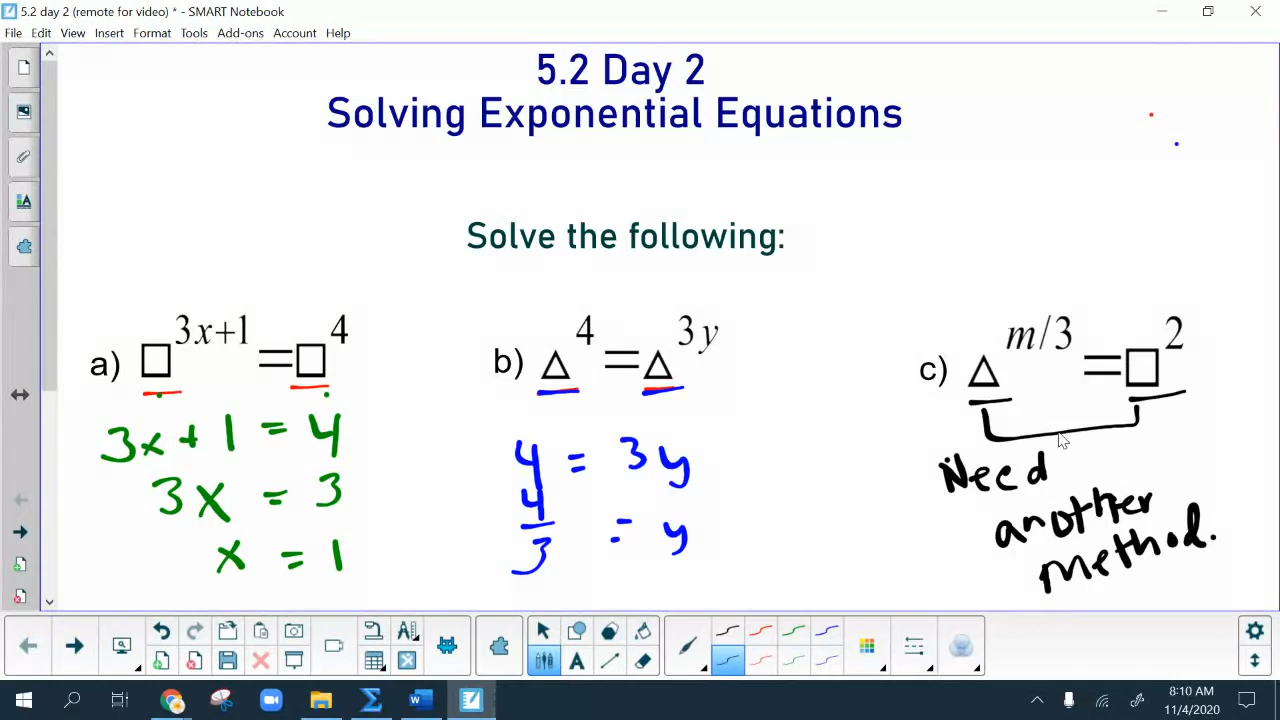 5.2 day 2 (remote for video) * - SMART Notebook
File Edit View Insert Format Tools Add-ons Account Help
5.2 Day 2
Solving Exponential Equations
Solve the following:
a) □^{3x+1} = □^4
3x + 1 = 4
3x = 3
x = 1
b) △^4 = △^{3y}
4 = 3y
4/3 = y
c) △^{m/3} = □^2
Need
another
method.
8:10 AM
11/4/2020